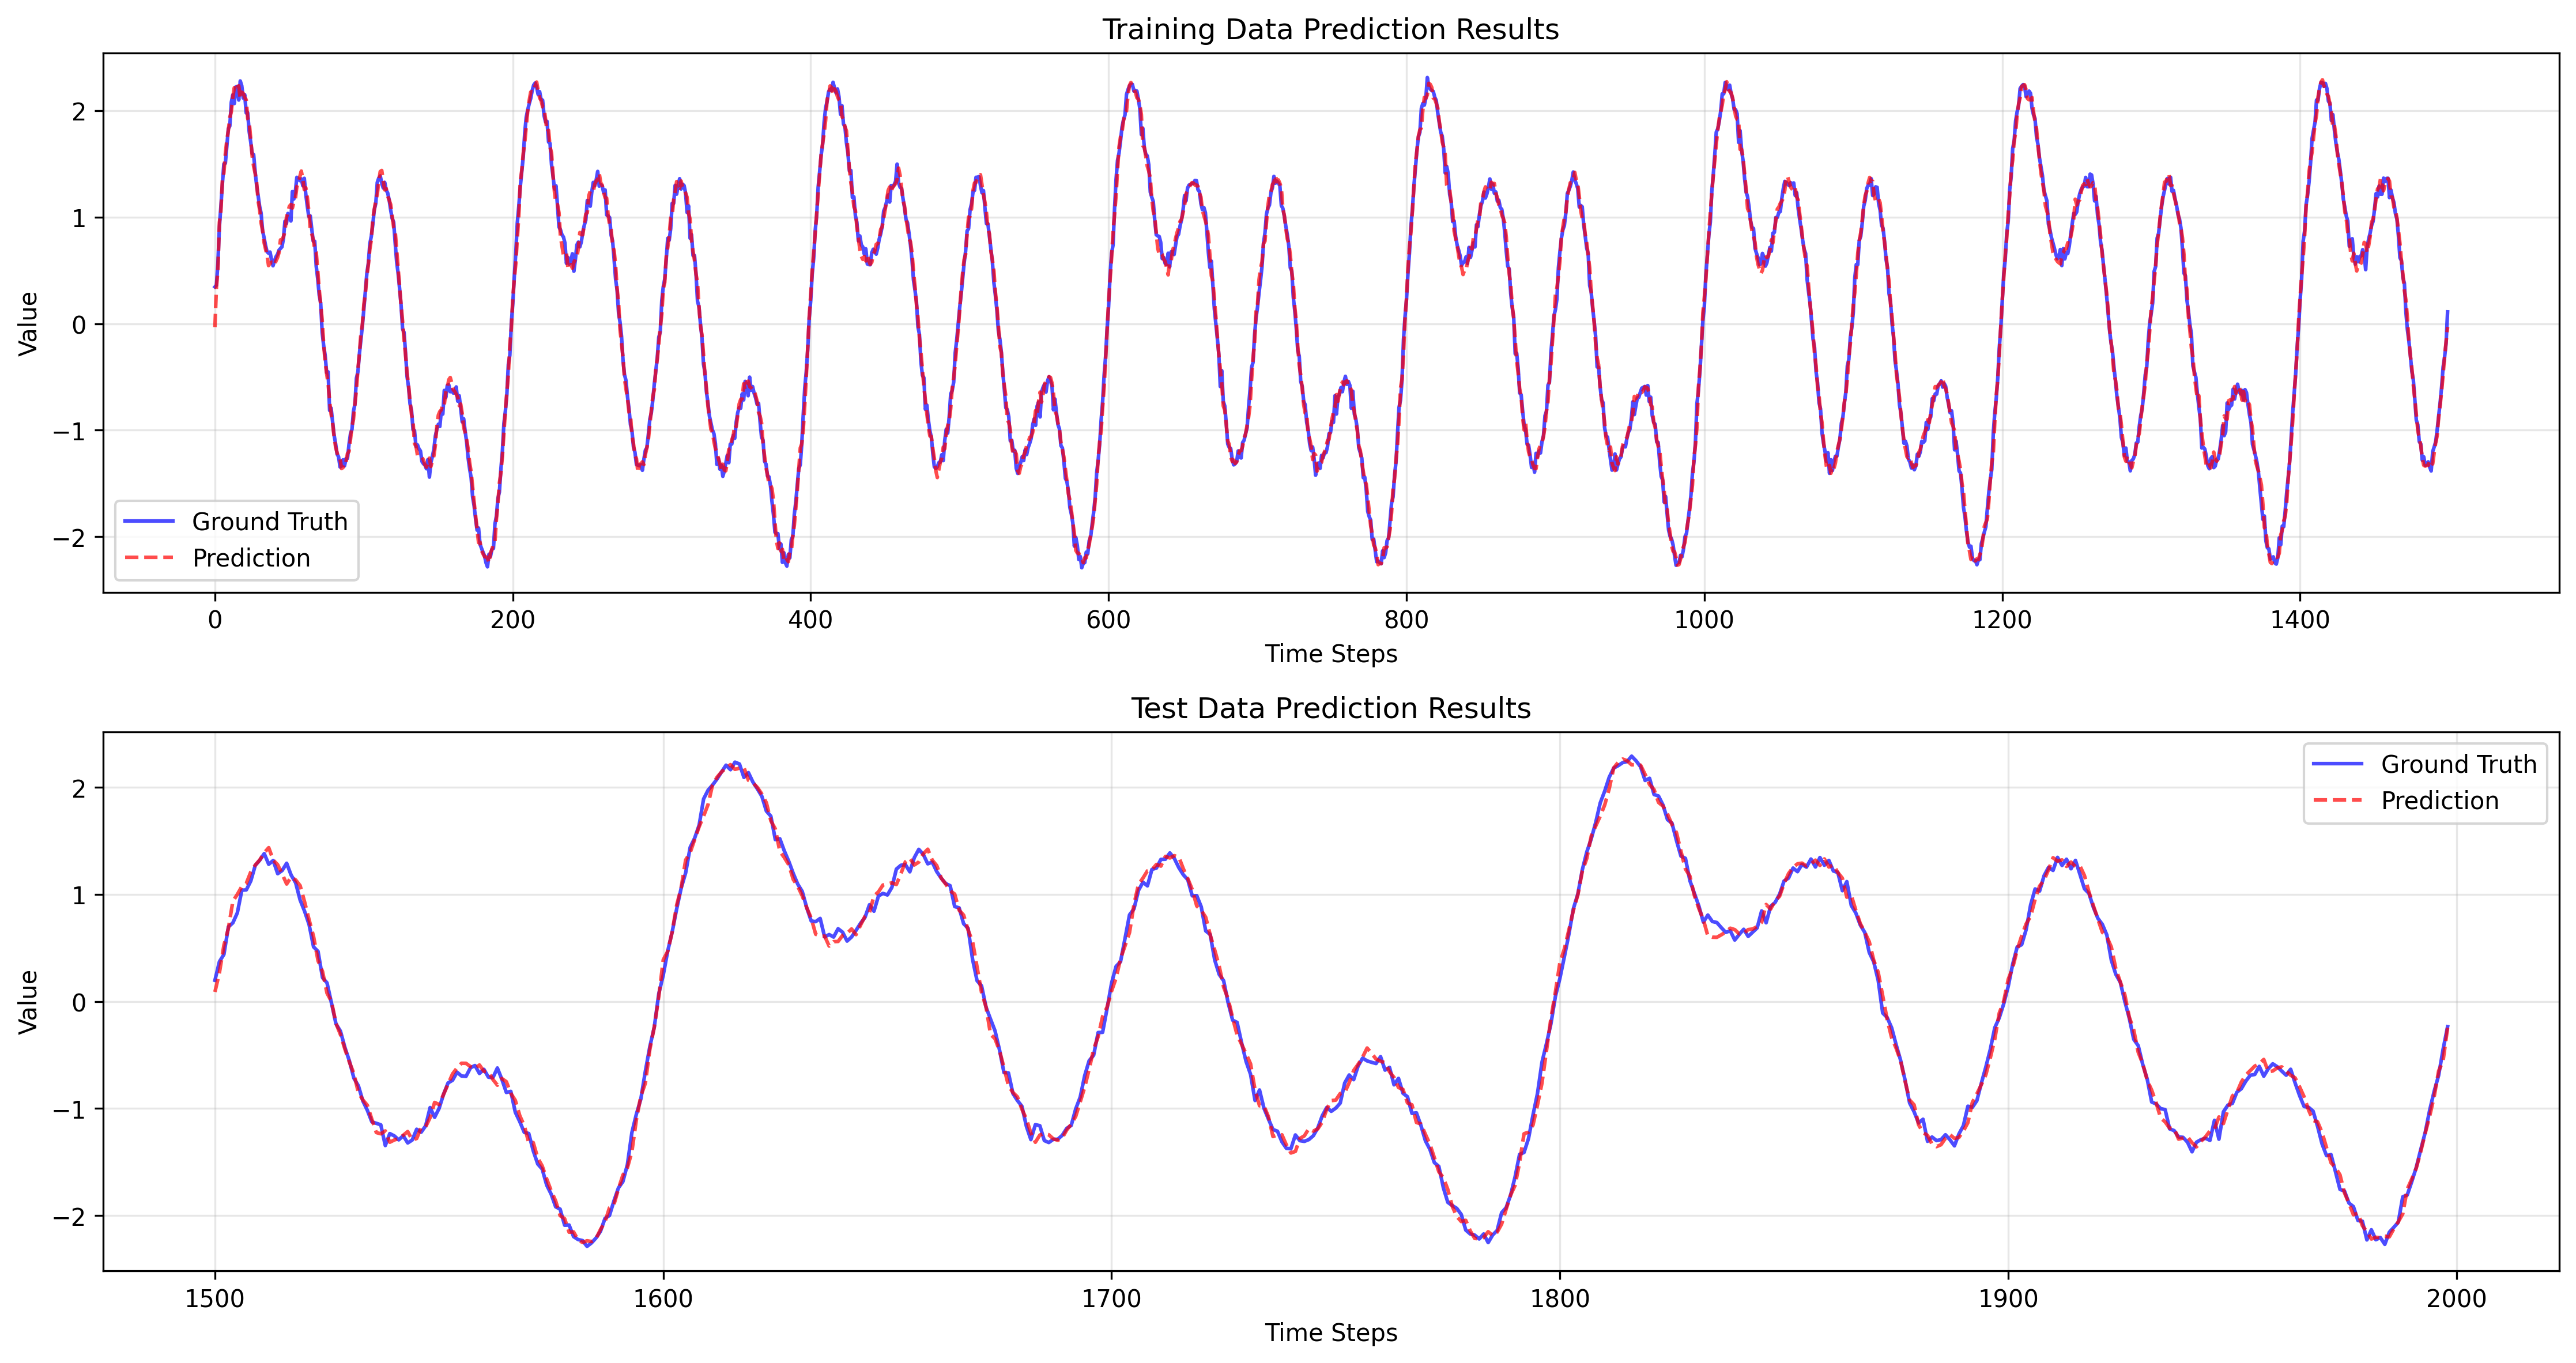 Training Data Prediction Results
Value
2
1
0
−1
−2
Ground Truth
Prediction
0 200 400 600 800 1000 1200 1400
Time Steps
Test Data Prediction Results
Value
2
1
0
−1
−2
Ground Truth
Prediction
1500 1600 1700 1800 1900 2000
Time Steps